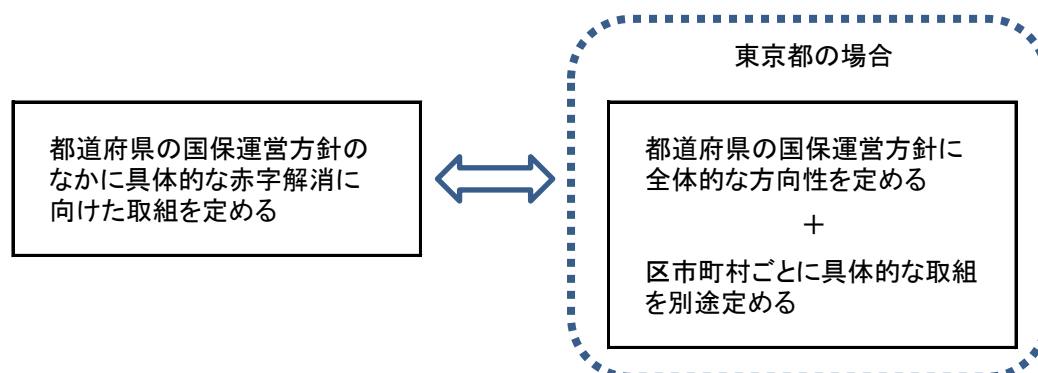 東京都の場合
都道府県の国保運営方針の
なかに具体的な赤字解消に
向けた取組を定める
都道府県の国保運営方針に
全体的な方向性を定める
+
区市町村ごとに具体的な取組
を別途定める